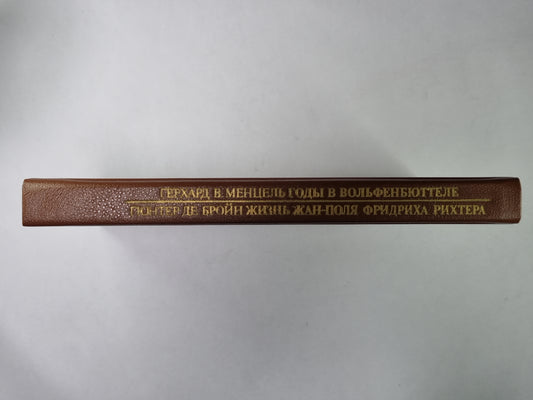 ГЕРХАРД В. МЕНЦЕЛЬ ГОДЫ В ВОЛЬФЕНБЮТТЕЛЕ
ГЮНТЕР ДЕ БРОЙН ЖИЗНЬ ЖАН-ПОЛЯ ФРИДРИХА РИХТЕРА